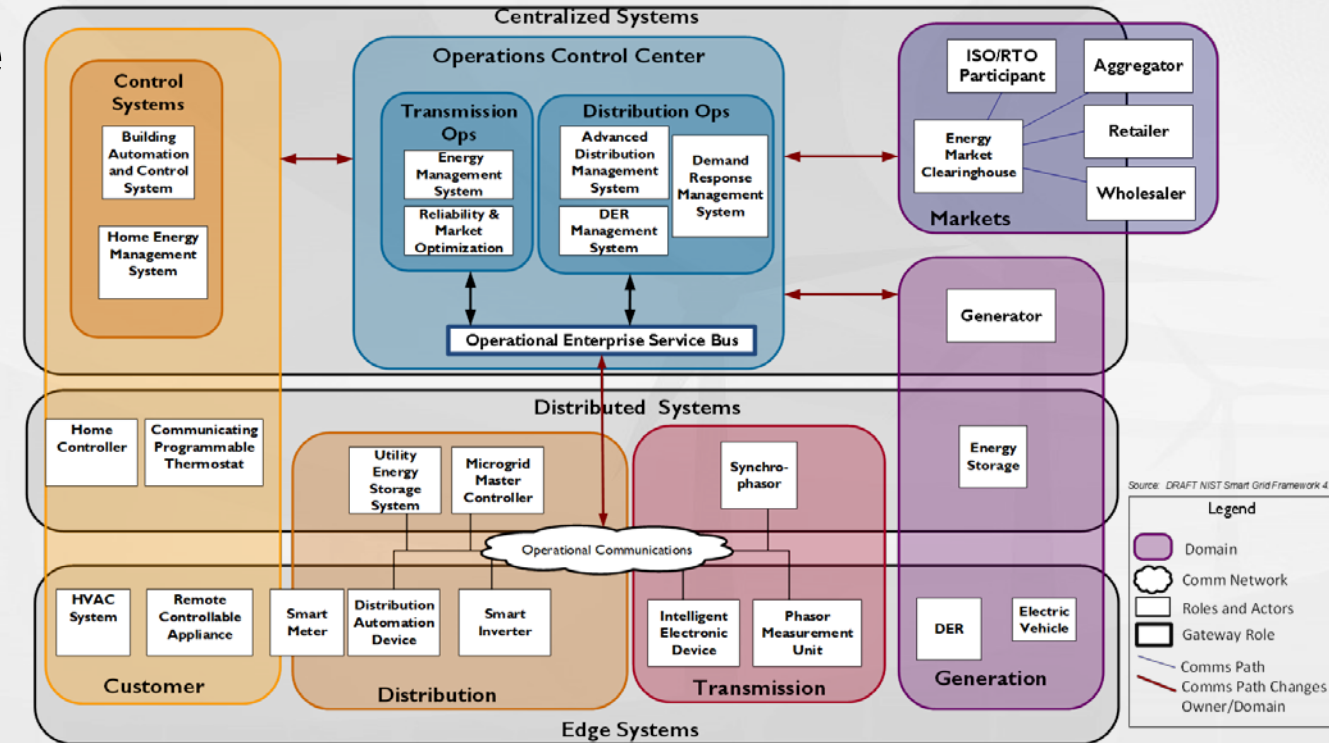 e
Centralized Systems
Operations Control Center
Control
Systems
Building
Automation
and Control
System
Home Energy
Management
System
Transmission
Ops
Energy
Management
System
Reliability &
Market
Optimization
Distribution Ops
Advanced
Distribution
Management
System
DER
Management
System
Demand
Response
Management
System
Operational Enterprise Service Bus
ISO/RTO
Participant
Aggregator
Energy
Market
Clearinghouse
Retailer
Wholesaler
Markets
Generator
Distributed Systems
Home
Controller
Communicating
Programmable
Thermostat
Utility
Energy
Storage
System
Microgrid
Master
Controller
Synchro-
phasor
Energy
Storage
Operational Communications
HVAC
System
Remote
Controllable
Appliance
Smart
Meter
Distribution
Automation
Device
Smart
Inverter
Intelligent
Electronic
Device
Phasor
Measurement
Unit
DER
Electric
Vehicle
Customer
Distribution
Transmission
Generation
Edge Systems
Source: DRAFT NIST Smart Grid Framework 4.
Legend
Domain
Comm Network
Roles and Actors
Gateway Role
Comms Path
Comms Path Changes
Owner/Domain